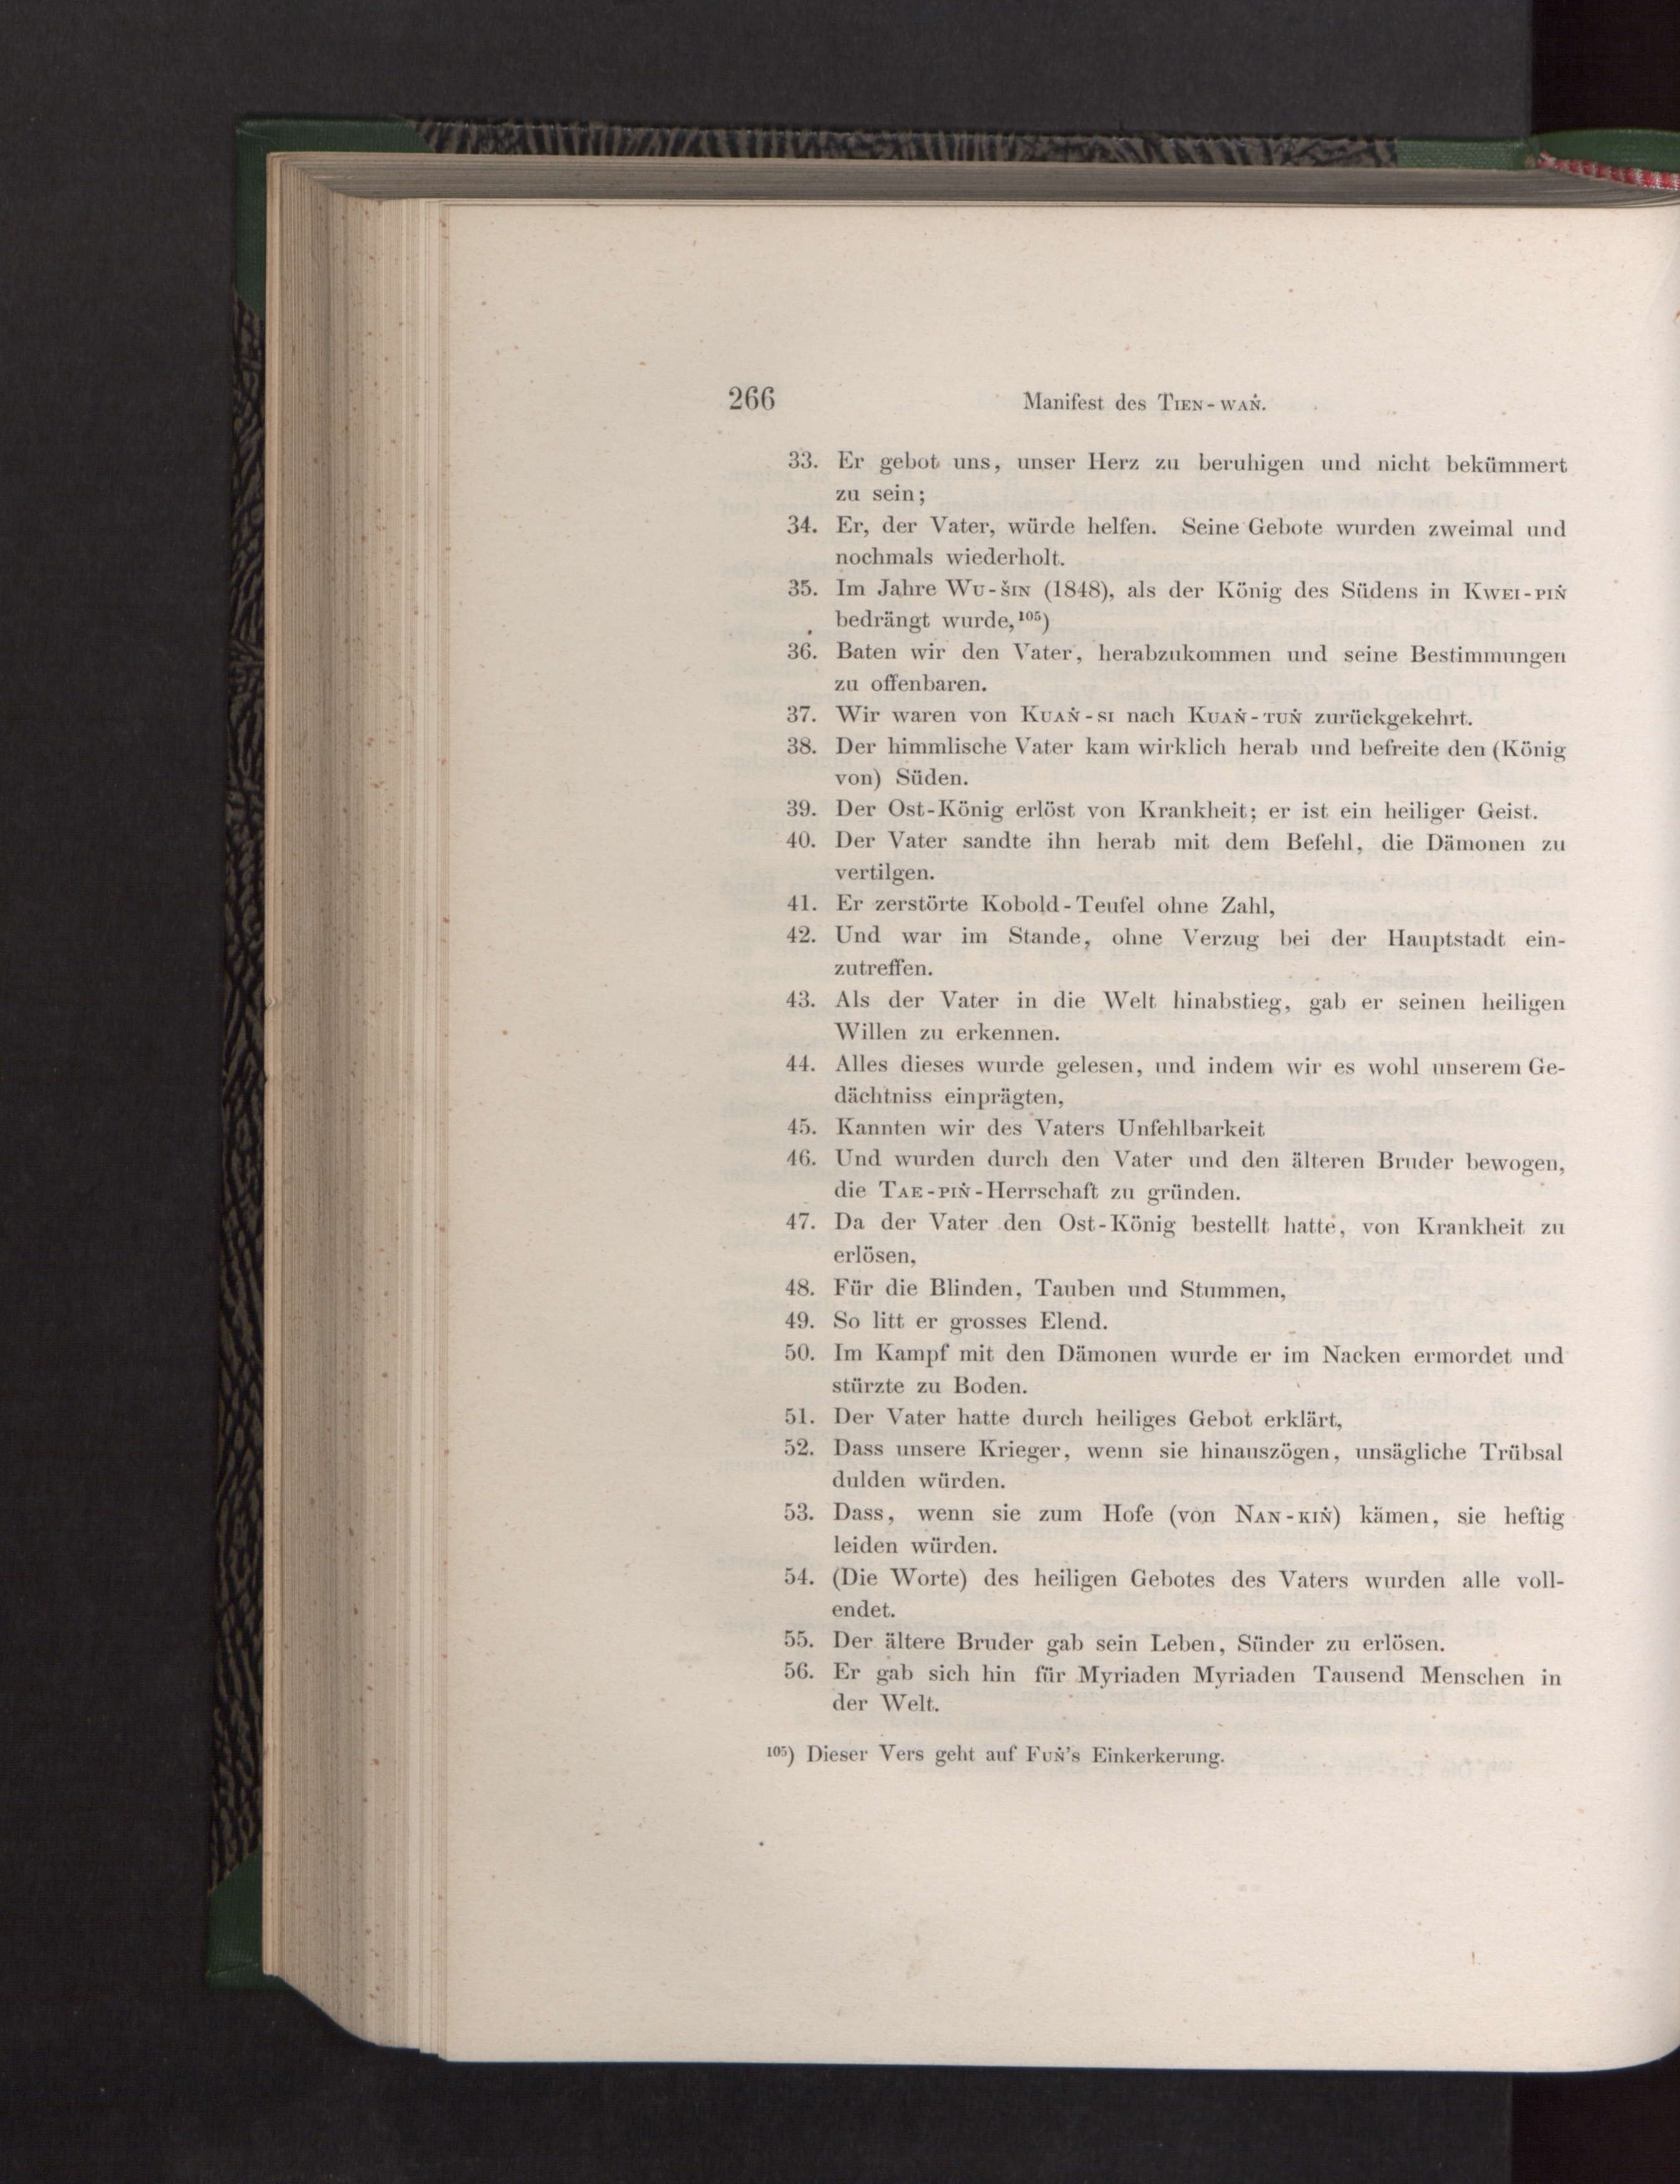 266
Manifest des Tien-wań.
33. Er gebot uns, unser Herz zu beruhigen und nicht bekümmert
zu sein;
34. Er, der Vater, würde helfen. Seine Gebote wurden zweimal und
nochmals wiederholt.
35. Im Jahre Wu-šin (1848), als der König des Südens in Kwei-piṅ
bedrängt wurde,¹⁰⁵)
36. Baten wir den Vater, herabzukommen und seine Bestimmungen
zu offenbaren.
37. Wir waren von Kuaṅ-si nach Kuaṅ-tuṅ zurückgekehrt.
38. Der himmlische Vater kam wirklich herab und befreite den (König
von) Süden.
39. Der Ost-König erlöst von Krankheit; er ist ein heiliger Geist.
40. Der Vater sandte ihn herab mit dem Befehl, die Dämonen zu
vertilgen.
41. Er zerstörte Kobold-Teufel ohne Zahl,
42. Und war im Stande, ohne Verzug bei der Hauptstadt ein-
zutreffen.
43. Als der Vater in die Welt hinabstieg, gab er seinen heiligen
Willen zu erkennen.
44. Alles dieses wurde gelesen, und indem wir es wohl unserem Ge-
dächtniss einprägten,
45. Kannten wir des Vaters Unfehlbarkeit
46. Und wurden durch den Vater und den älteren Bruder bewogen,
die Tae-piṅ-Herrschaft zu gründen.
47. Da der Vater den Ost-König bestellt hatte, von Krankheit zu
erlösen,
48. Für die Blinden, Tauben und Stummen,
49. So litt er grosses Elend.
50. Im Kampf mit den Dämonen wurde er im Nacken ermordet und
stürzte zu Boden.
51. Der Vater hatte durch heiliges Gebot erklärt,
52. Dass unsere Krieger, wenn sie hinauszögen, unsägliche Trübsal
dulden würden.
53. Dass, wenn sie zum Hofe (von Nan-kiṅ) kämen, sie heftig
leiden würden.
54. (Die Worte) des heiligen Gebotes des Vaters wurden alle voll-
endet.
55. Der ältere Bruder gab sein Leben, Sünder zu erlösen.
56. Er gab sich hin für Myriaden Myriaden Tausend Menschen in
der Welt.
¹⁰⁵) Dieser Vers geht auf Fuṅ's Einkerkerung.